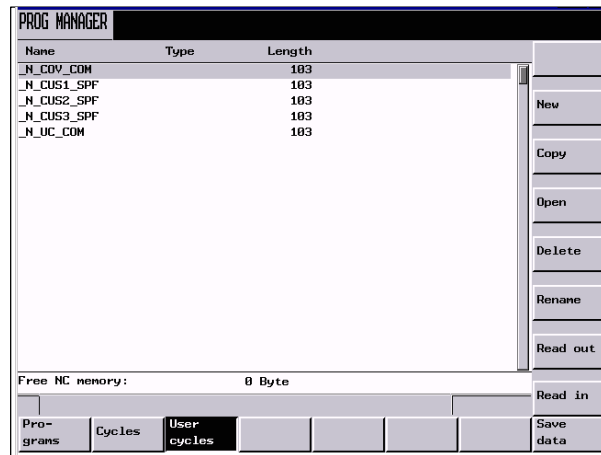 PROG MANAGER
Name Type Length
_N_COV_COM 103
_N_CUS1_SPF 103
_N_CUS2_SPF 103
_N_CUS3_SPF 103
_N_UC_COM 103
New
Copy
Open
Delete
Rename
Read out
Free NC memory: 0 Byte
Read in
Pro-
grams
Cycles
User
cycles
Save
data